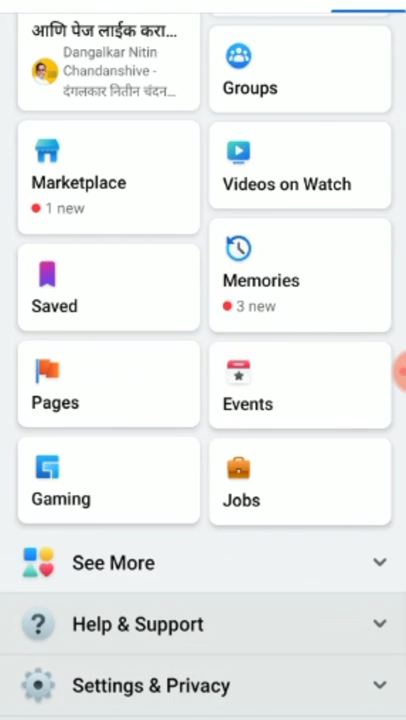 आणि पेज लाईक करा...
Dangalkar Nitin
Chandanshive -
दंगलकार नितीन चंदन...
Groups
Marketplace
1 new
Videos on Watch
Saved
Memories
3 new
Pages
Events
Gaming
Jobs
See More
Help & Support
Settings & Privacy